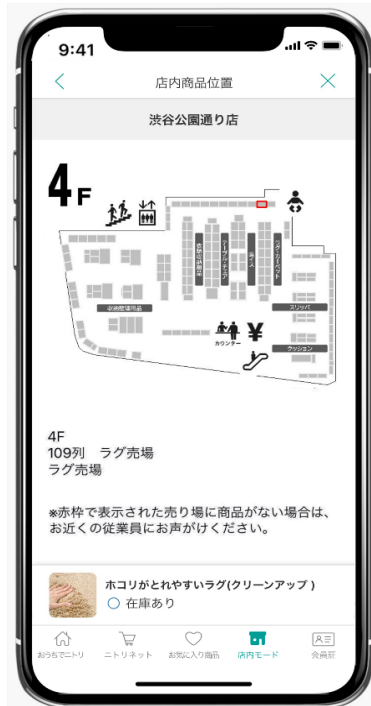 9:41
店内商品位置
渋谷公園通り店
4F
ラグ・カーペット
スリッパ
収納整理用品
カウンター
¥
クッション
4F
109列　ラグ売場
ラグ売場
※赤枠で表示された売り場に商品がない場合は、
お近くの従業員にお声がけください。
ホコリがとれやすいラグ(クリーンアップ )
在庫あり
おうちでニトリ
ニトリネット
お気に入り商品
店内モード
会員証